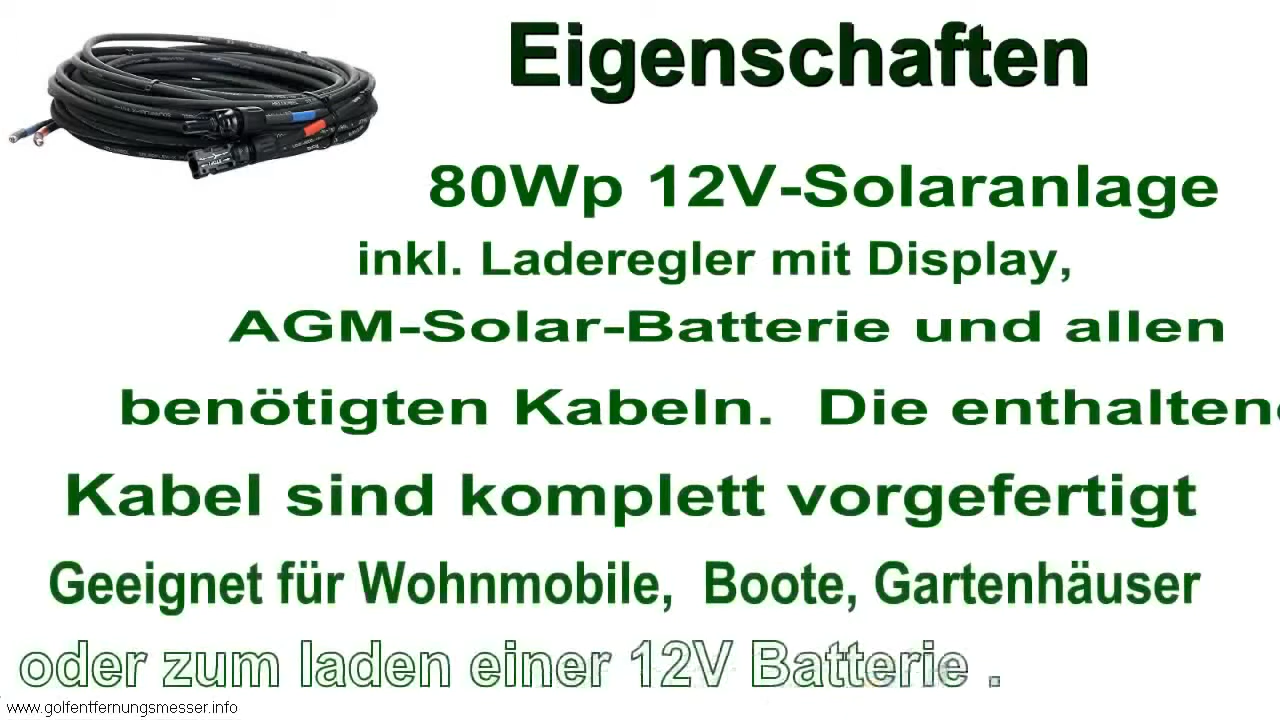 Eigenschaften
80Wp 12V-Solaranlage
inkl. Laderegler mit Display,
AGM-Solar-Batterie und allen
benötigten Kabeln. Die enthaltene
Kabel sind komplett vorgefertigt
Geeignet für Wohnmobile, Boote, Gartenhäuser
oder zum laden einer 12V Batterie .
www.golfentfernungsmesser.info